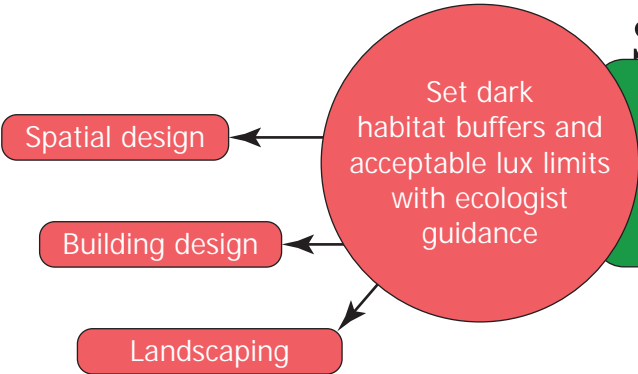 Set dark
habitat buffers and
acceptable lux limits
with ecologist
guidance
Spatial design
Building design
Landscaping